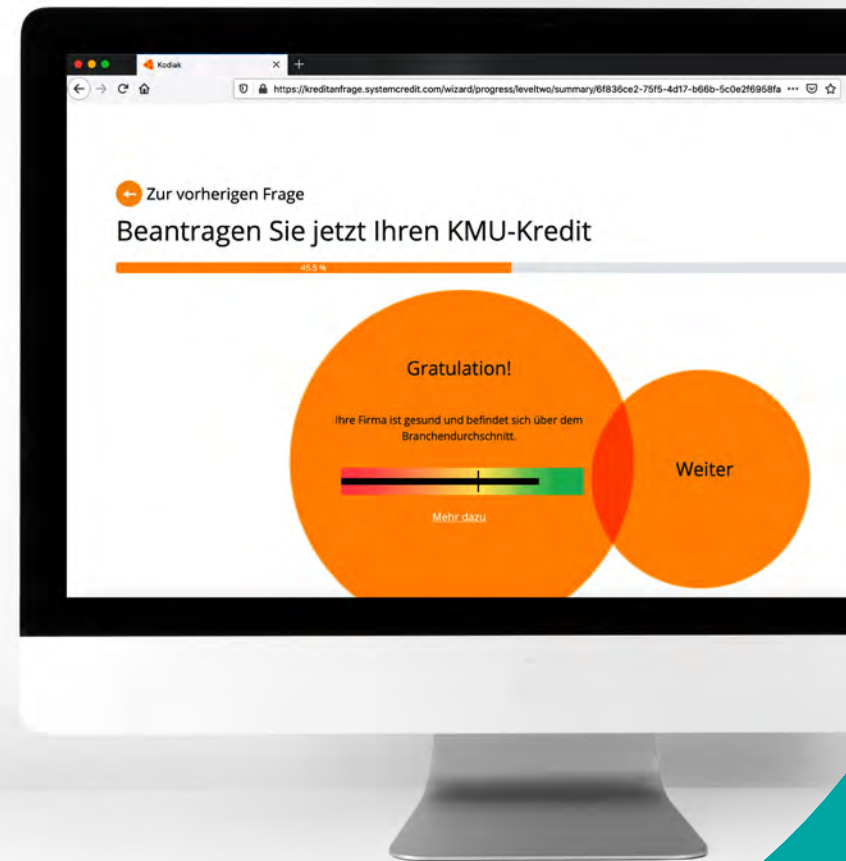 Kodiak
https://kreditanfrage.systemcredit.com/wizard/progress/leveltwo/summary/6f836ce2-75f5-4d17-b66b-5c0e2f6958fa
Zur vorherigen Frage
Beantragen Sie jetzt Ihren KMU-Kredit
45.5 %
Gratulation!
Ihre Firma ist gesund und befindet sich über dem
Branchendurchschnitt.
Weiter
Mehr dazu